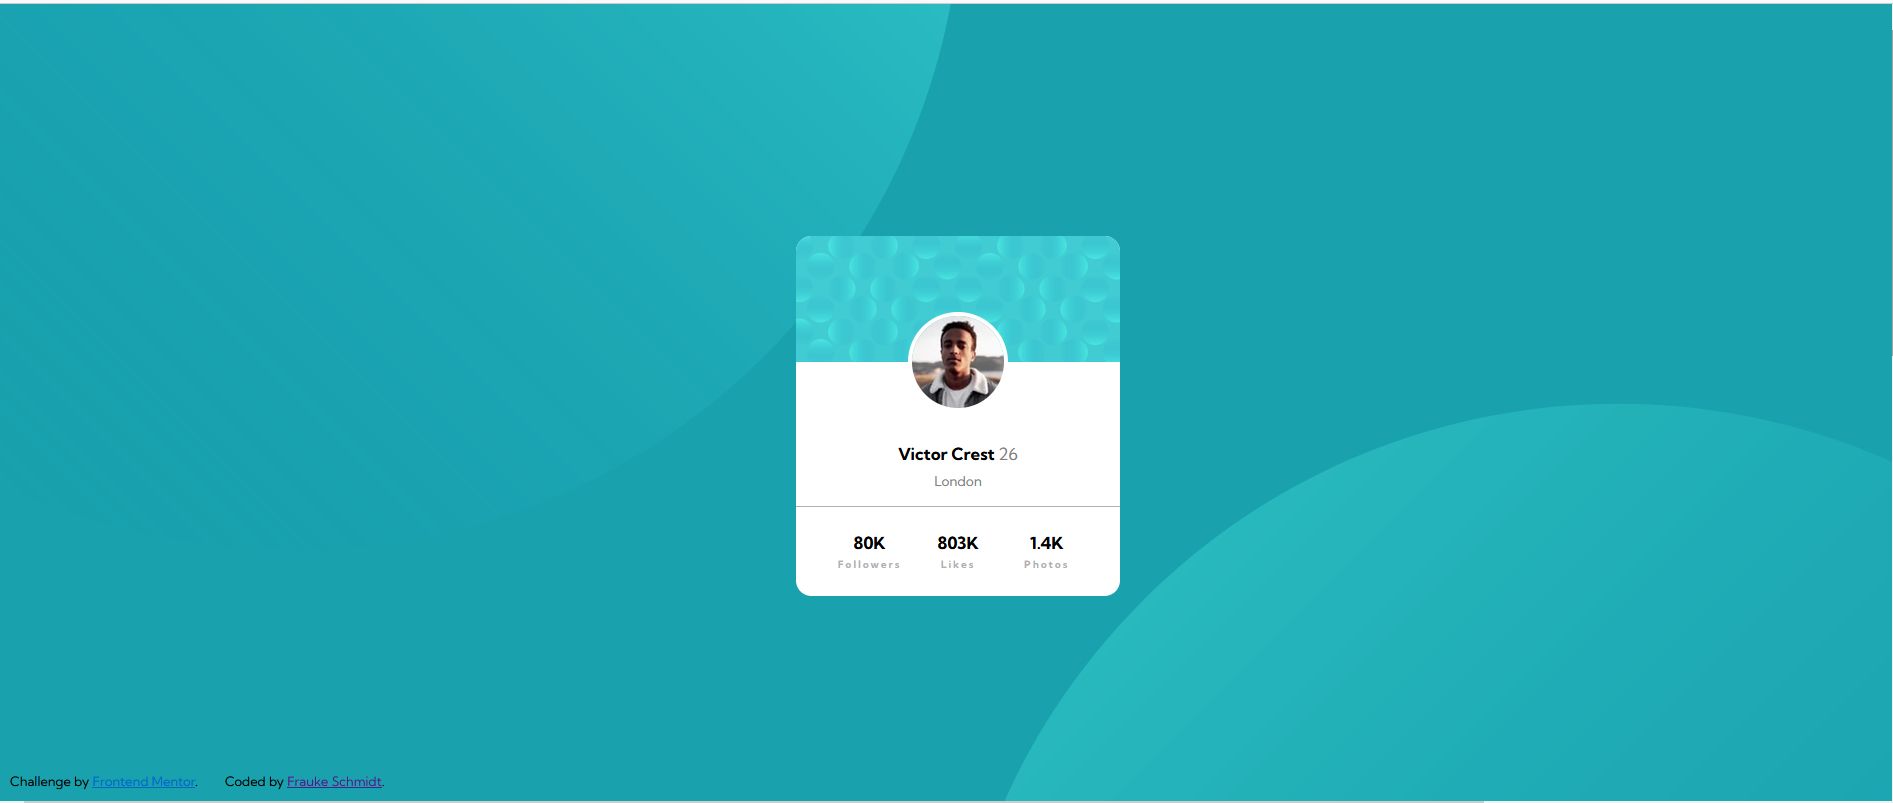 Victor Crest 26
London
80K 803K 1.4K
Followers Likes Photos
Challenge by Frontend Mentor. Coded by Frauke Schmidt.